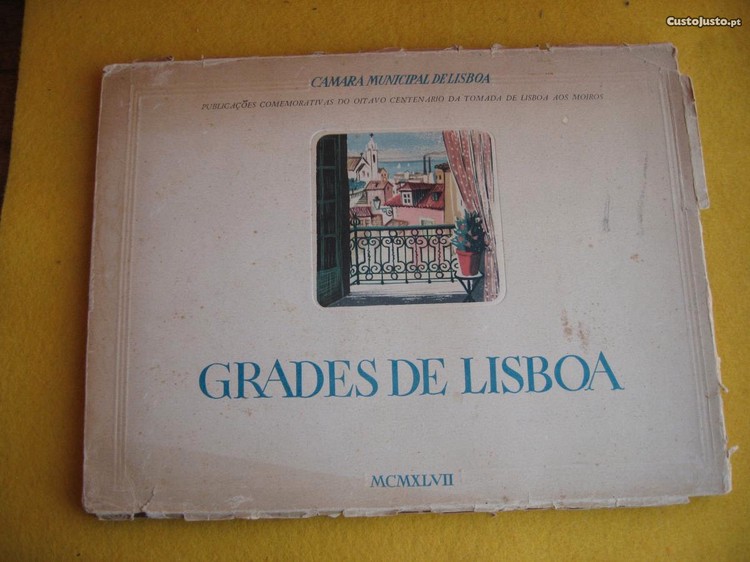 CustoJusto.pt
CAMARA MUNICIPAL DE LISBOA
PUBLICAÇÕES COMEMORATIVAS DO OITAVO CENTENARIO DA TOMADA DE LISBOA AOS MOIROS
GRADES DE LISBOA
MCMXLVII